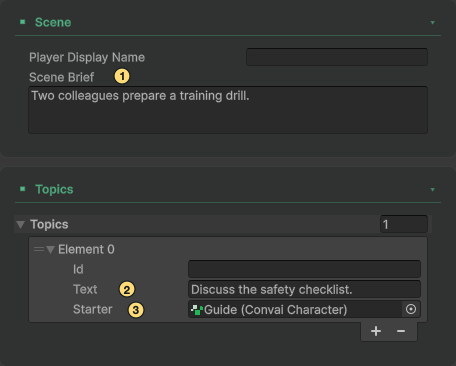 Scene
Player Display Name
Scene Brief 1
Two colleagues prepare a training drill.
Topics
Topics 1
Element 0
Id
Text 2 Discuss the safety checklist.
Starter 3 Guide (Convai Character)
+ -